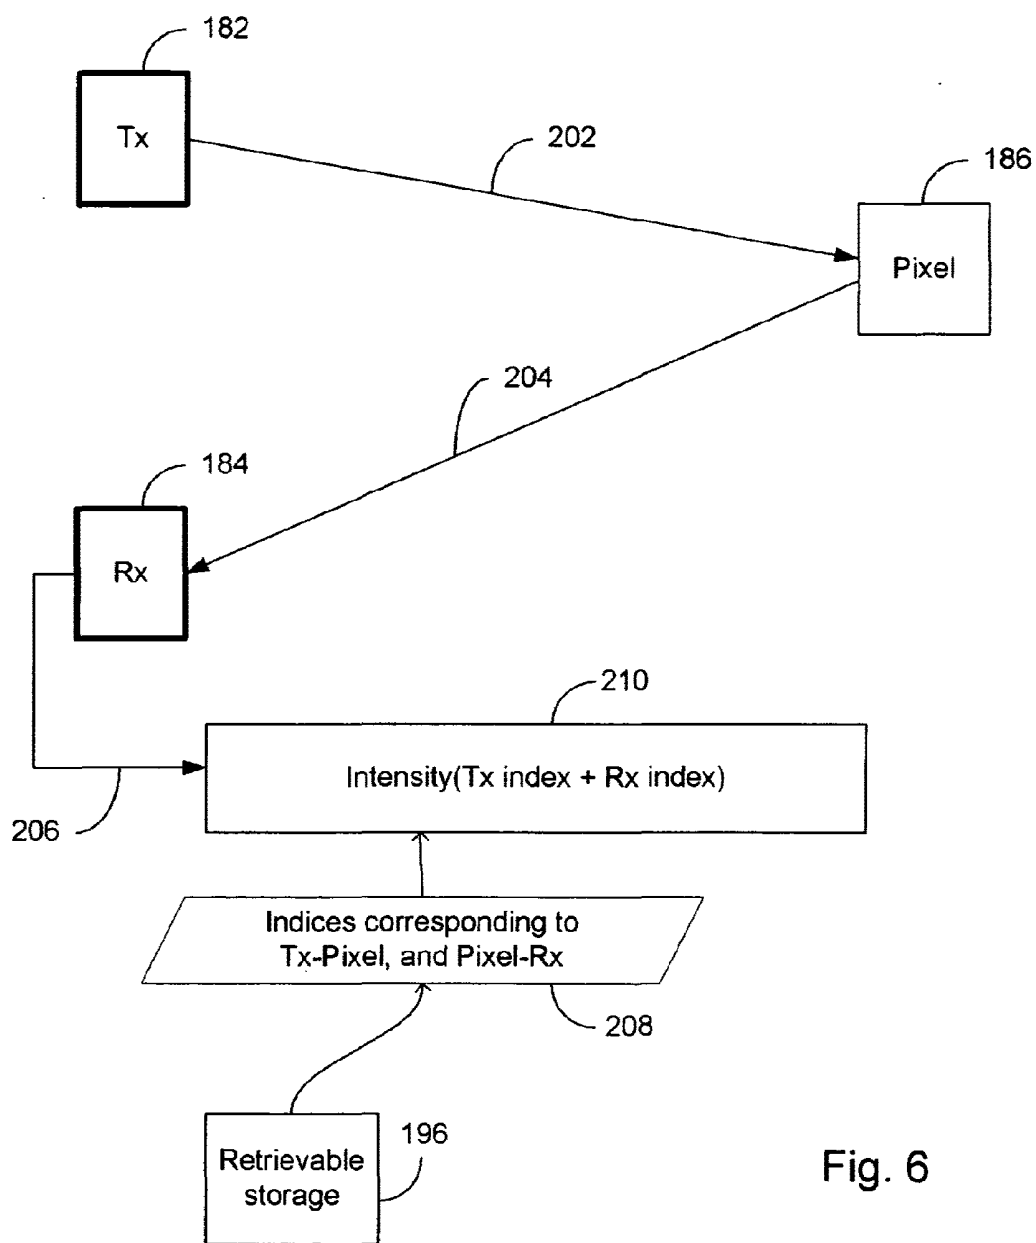 182
Tx
202
186
Pixel
204
184
Rx
210
Intensity(Tx index + Rx index)
206
Indices corresponding to
Tx-Pixel, and Pixel-Rx
208
196
Retrievable
storage
Fig. 6